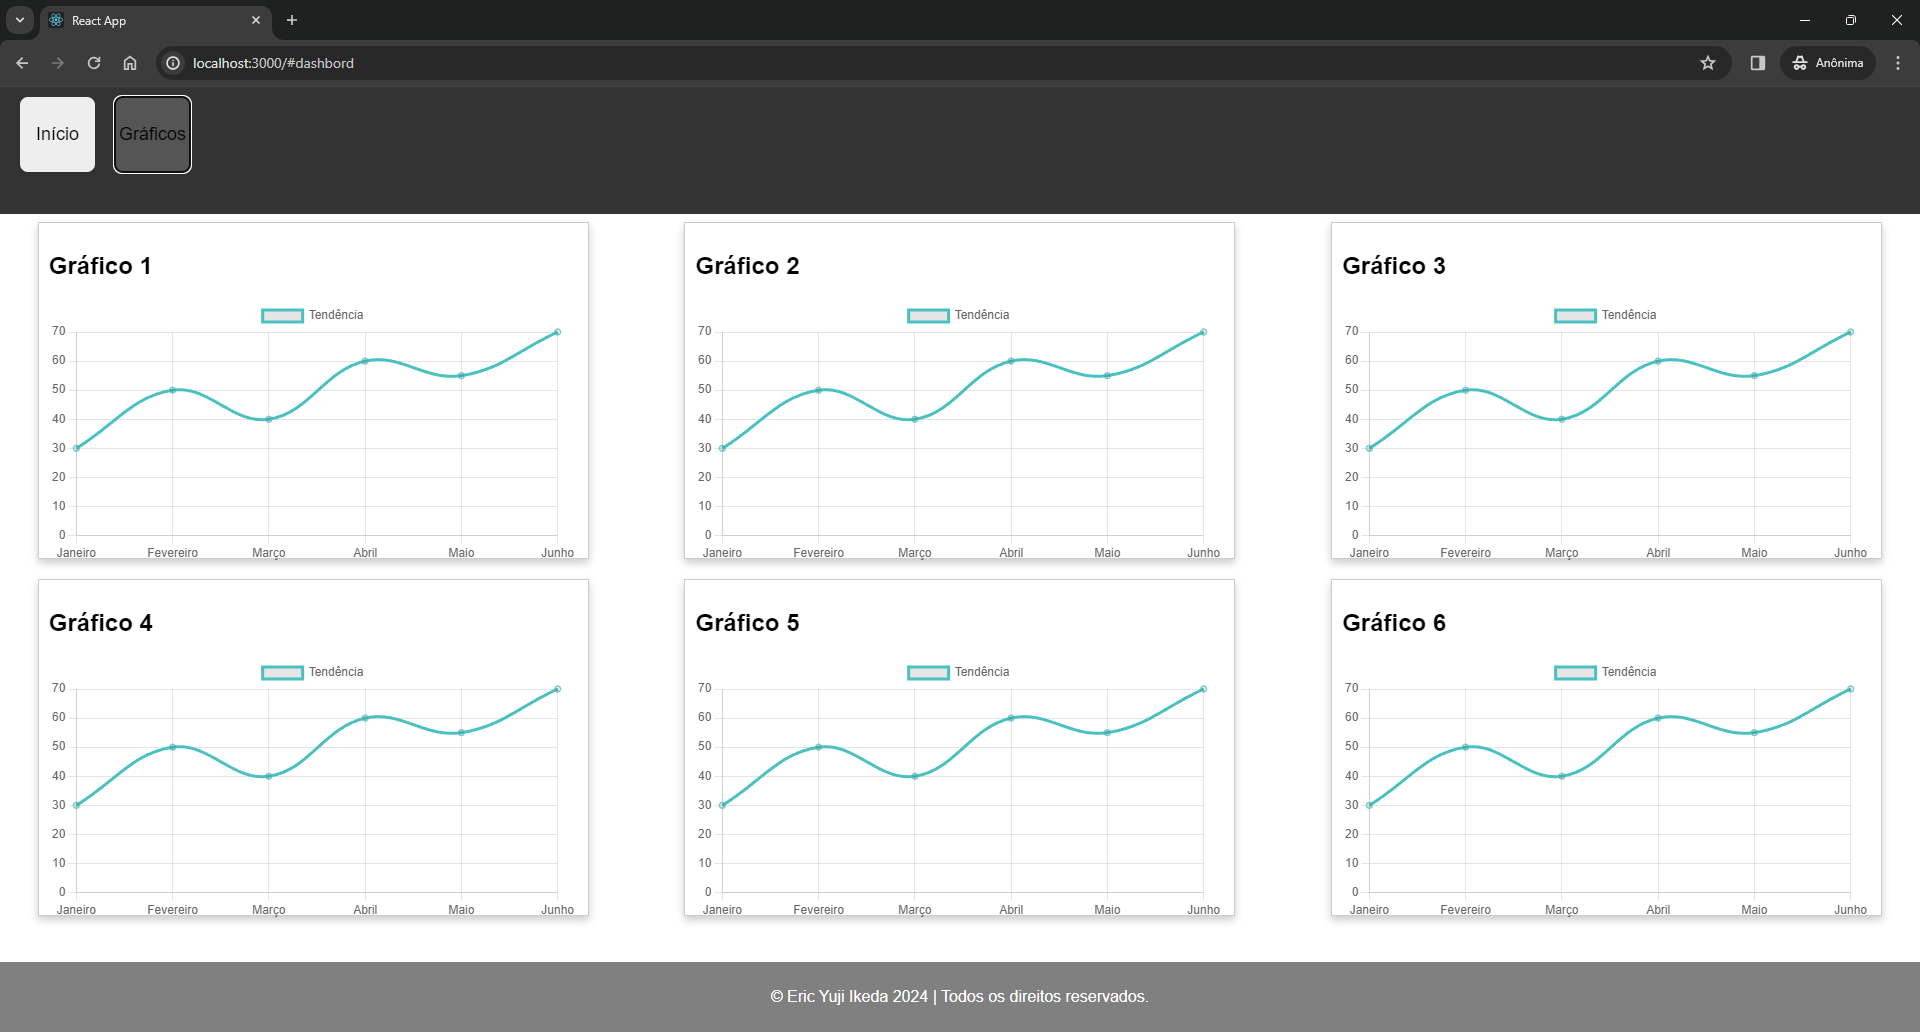 React App
localhost:3000/#dashbord
Anônima
Início
Gráficos
Gráfico 1
Tendência
70
60
50
40
30
20
10
0
Janeiro Fevereiro Março Abril Maio Junho
Gráfico 2
Tendência
70
60
50
40
30
20
10
0
Janeiro Fevereiro Março Abril Maio Junho
Gráfico 3
Tendência
70
60
50
40
30
20
10
0
Janeiro Fevereiro Março Abril Maio Junho
Gráfico 4
Tendência
70
60
50
40
30
20
10
0
Janeiro Fevereiro Março Abril Maio Junho
Gráfico 5
Tendência
70
60
50
40
30
20
10
0
Janeiro Fevereiro Março Abril Maio Junho
Gráfico 6
Tendência
70
60
50
40
30
20
10
0
Janeiro Fevereiro Março Abril Maio Junho
© Eric Yuji Ikeda 2024 | Todos os direitos reservados.